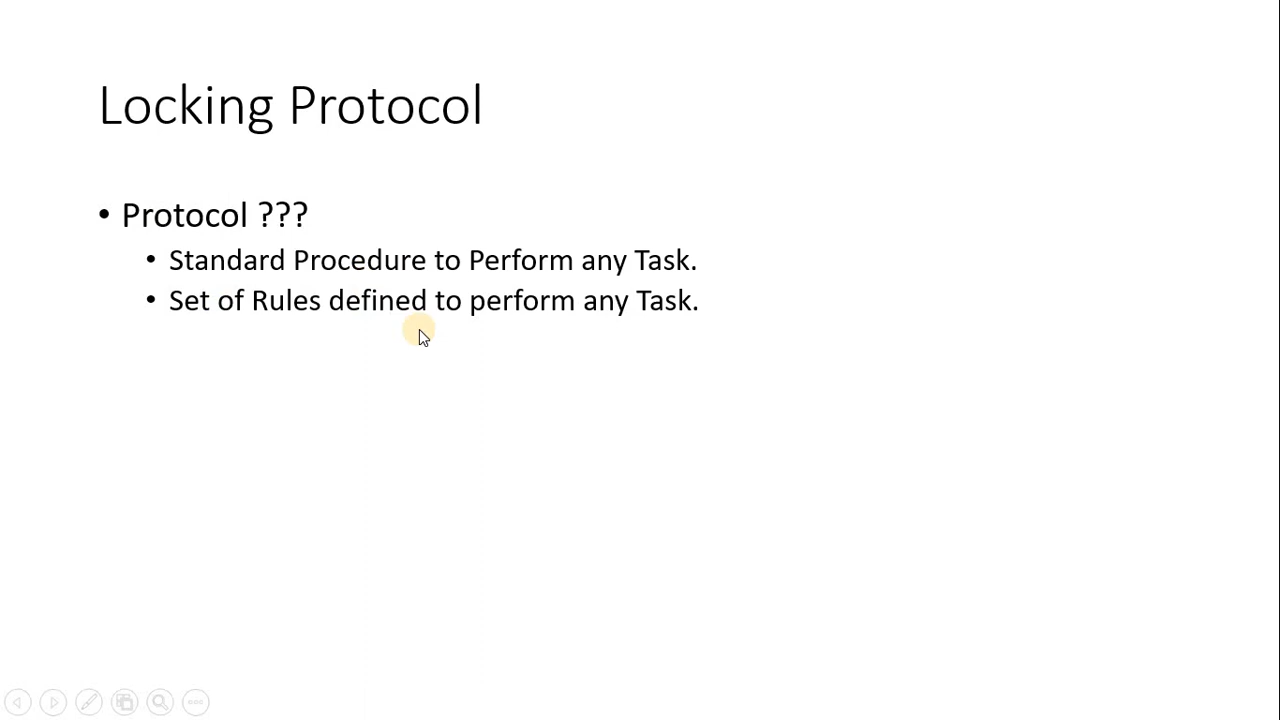 Locking Protocol
• Protocol ???
• Standard Procedure to Perform any Task.
• Set of Rules defined to perform any Task.